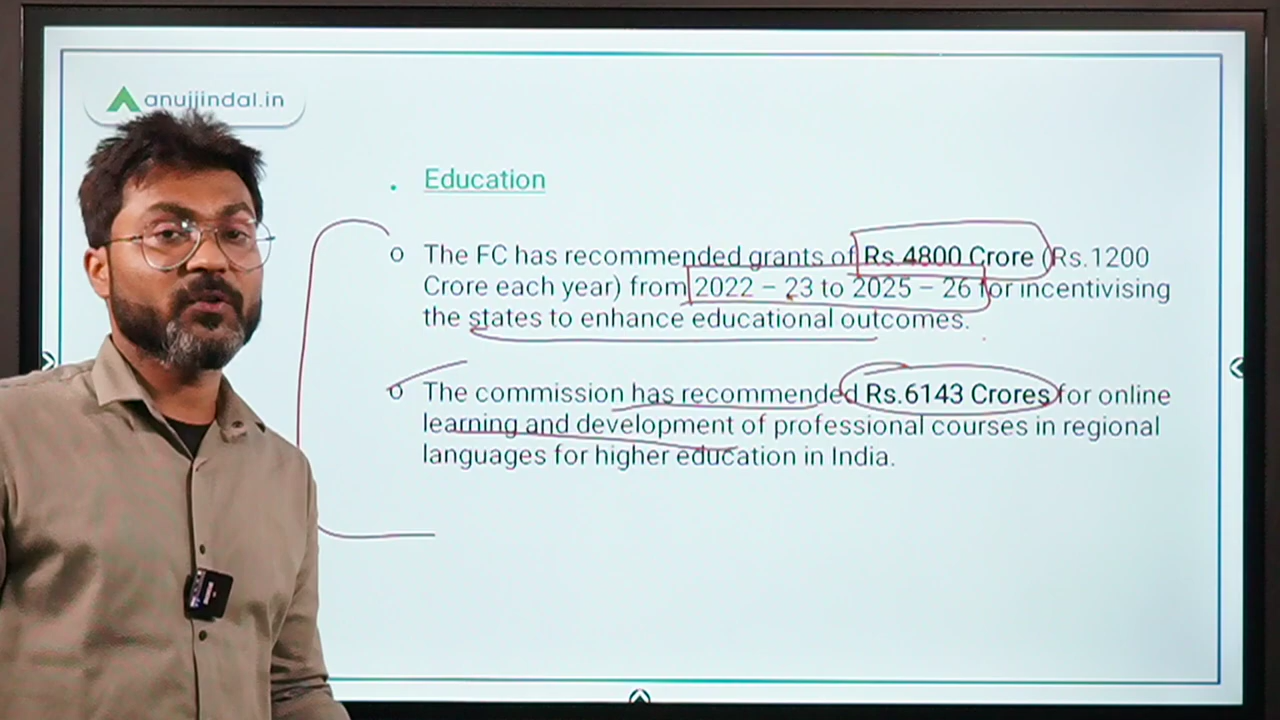 anujjindal.in
. Education
o The FC has recommended grants of Rs.4800 Crore (Rs.1200
Crore each year) from 2022 – 23 to 2025 – 26 for incentivising
the states to enhance educational outcomes.
o The commission has recommended Rs.6143 Crores for online
learning and development of professional courses in regional
languages for higher education in India.